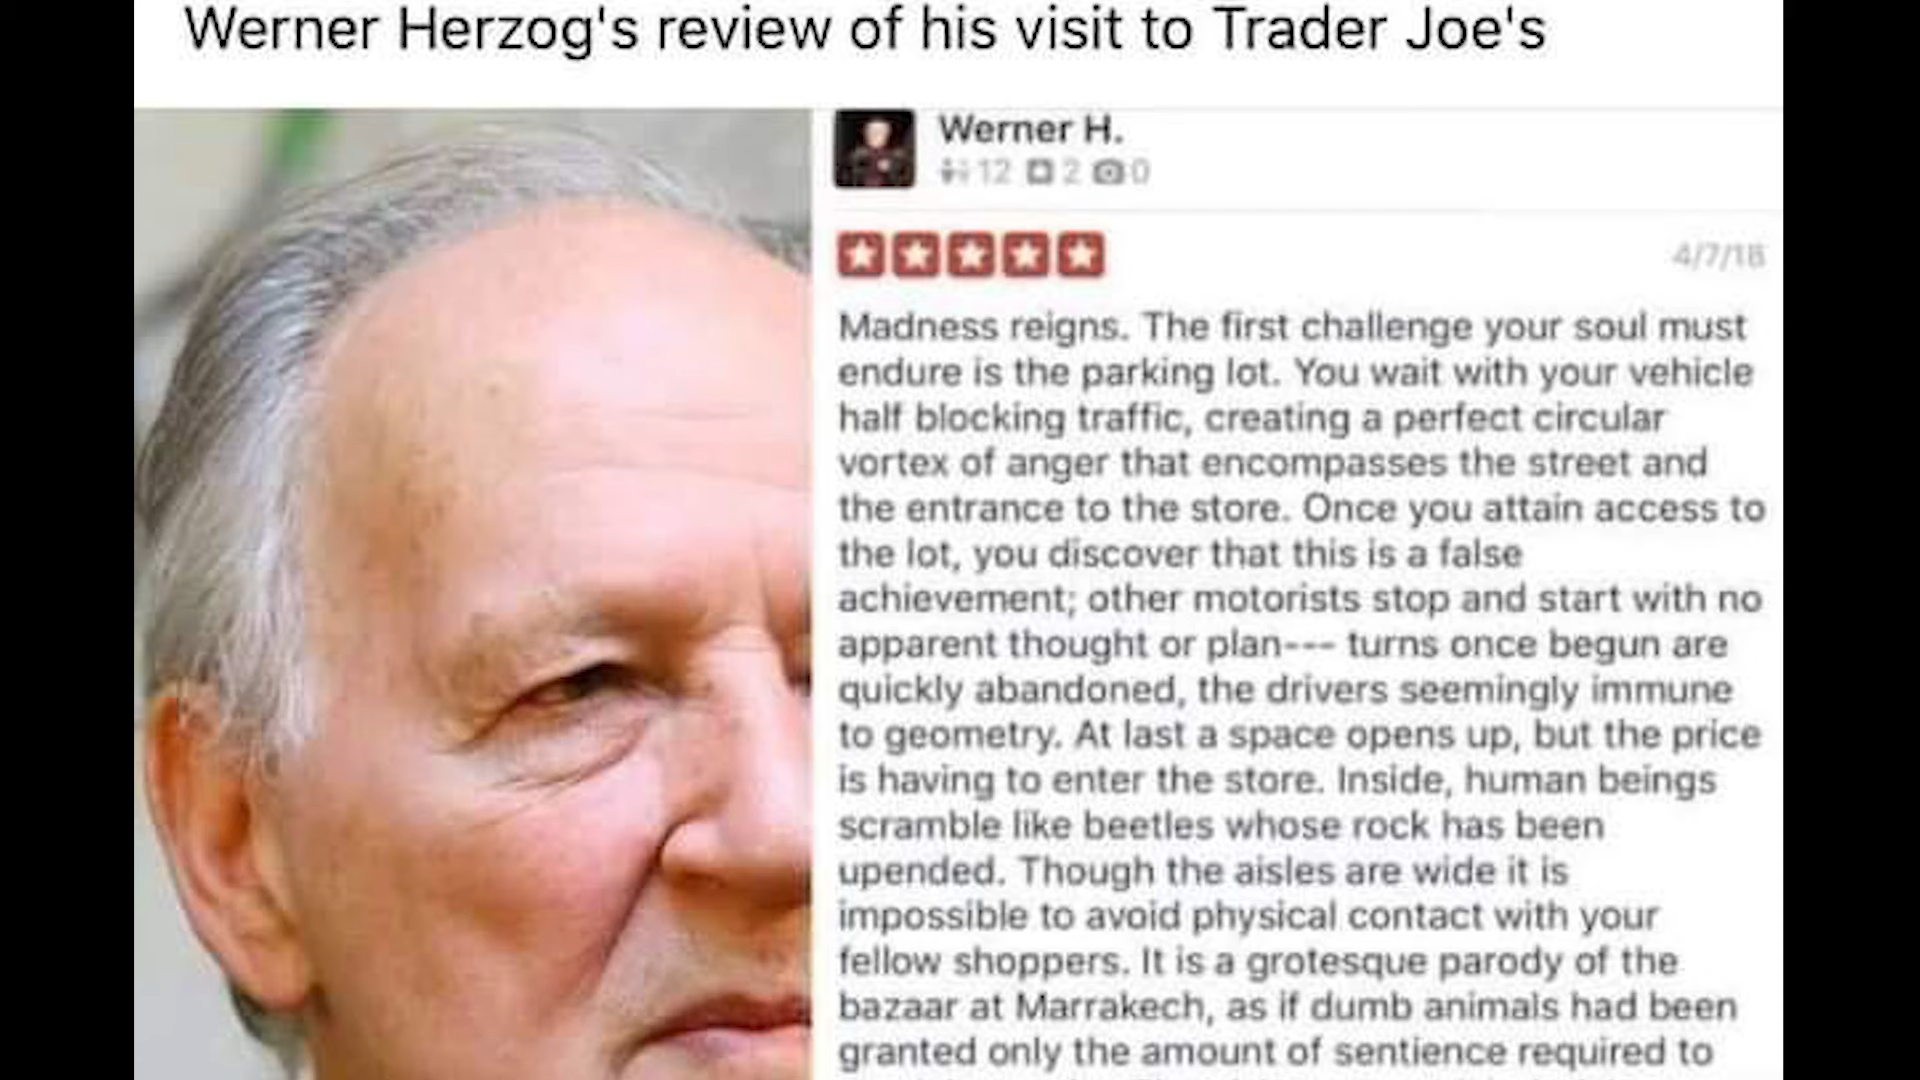 Werner Herzog's review of his visit to Trader Joe's
Werner H.
12 2 0
4/7/18
Madness reigns. The first challenge your soul must
endure is the parking lot. You wait with your vehicle
half blocking traffic, creating a perfect circular
vortex of anger that encompasses the street and
the entrance to the store. Once you attain access to
the lot, you discover that this is a false
achievement; other motorists stop and start with no
apparent thought or plan--- turns once begun are
quickly abandoned, the drivers seemingly immune
to geometry. At last a space opens up, but the price
is having to enter the store. Inside, human beings
scramble like beetles whose rock has been
upended. Though the aisles are wide it is
impossible to avoid physical contact with your
fellow shoppers. It is a grotesque parody of the
bazaar at Marrakech, as if dumb animals had been
granted only the amount of sentience required to